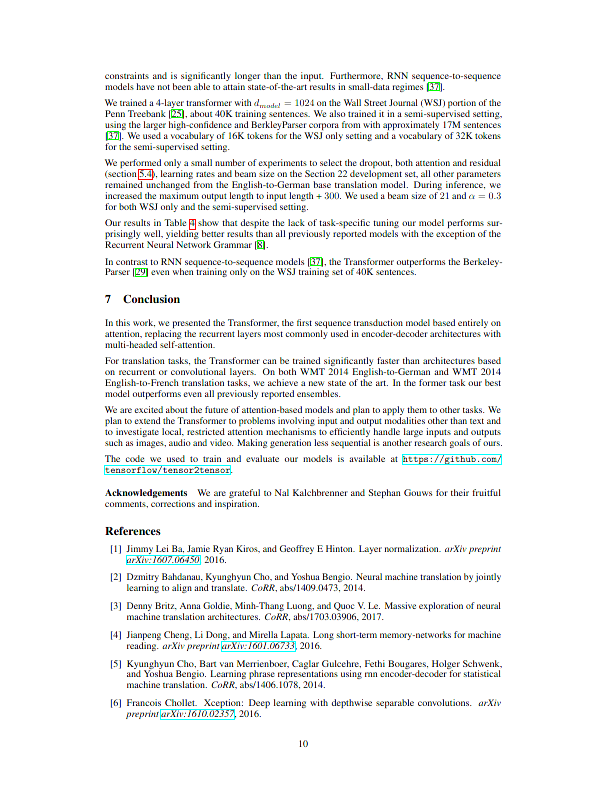 constraints and is significantly longer than the input. Furthermore, RNN sequence-to-sequence
models have not been able to attain state-of-the-art results in small-data regimes [37].
We trained a 4-layer transformer with d_model = 1024 on the Wall Street Journal (WSJ) portion of the
Penn Treebank [25], about 40K training sentences. We also trained it in a semi-supervised setting,
using the larger high-confidence and BerkleyParser corpora from with approximately 17M sentences
[37]. We used a vocabulary of 16K tokens for the WSJ only setting and a vocabulary of 32K tokens
for the semi-supervised setting.
We performed only a small number of experiments to select the dropout, both attention and residual
(section 5.4), learning rates and beam size on the Section 22 development set, all other parameters
remained unchanged from the English-to-German base translation model. During inference, we
increased the maximum output length to input length + 300. We used a beam size of 21 and α = 0.3
for both WSJ only and the semi-supervised setting.
Our results in Table 4 show that despite the lack of task-specific tuning our model performs sur-
prisingly well, yielding better results than all previously reported models with the exception of the
Recurrent Neural Network Grammar [8].
In contrast to RNN sequence-to-sequence models [37], the Transformer outperforms the Berkeley-
Parser [29] even when training only on the WSJ training set of 40K sentences.
7 Conclusion
In this work, we presented the Transformer, the first sequence transduction model based entirely on
attention, replacing the recurrent layers most commonly used in encoder-decoder architectures with
multi-headed self-attention.
For translation tasks, the Transformer can be trained significantly faster than architectures based
on recurrent or convolutional layers. On both WMT 2014 English-to-German and WMT 2014
English-to-French translation tasks, we achieve a new state of the art. In the former task our best
model outperforms even all previously reported ensembles.
We are excited about the future of attention-based models and plan to apply them to other tasks. We
plan to extend the Transformer to problems involving input and output modalities other than text and
to investigate local, restricted attention mechanisms to efficiently handle large inputs and outputs
such as images, audio and video. Making generation less sequential is another research goals of ours.
The code we used to train and evaluate our models is available at https://github.com/
tensorflow/tensor2tensor.
Acknowledgements We are grateful to Nal Kalchbrenner and Stephan Gouws for their fruitful
comments, corrections and inspiration.
References
[1] Jimmy Lei Ba, Jamie Ryan Kiros, and Geoffrey E Hinton. Layer normalization. arXiv preprint
arXiv:1607.06450, 2016.
[2] Dzmitry Bahdanau, Kyunghyun Cho, and Yoshua Bengio. Neural machine translation by jointly
learning to align and translate. CoRR, abs/1409.0473, 2014.
[3] Denny Britz, Anna Goldie, Minh-Thang Luong, and Quoc V. Le. Massive exploration of neural
machine translation architectures. CoRR, abs/1703.03906, 2017.
[4] Jianpeng Cheng, Li Dong, and Mirella Lapata. Long short-term memory-networks for machine
reading. arXiv preprint arXiv:1601.06733, 2016.
[5] Kyunghyun Cho, Bart van Merrienboer, Caglar Gulcehre, Fethi Bougares, Holger Schwenk,
and Yoshua Bengio. Learning phrase representations using rnn encoder-decoder for statistical
machine translation. CoRR, abs/1406.1078, 2014.
[6] Francois Chollet. Xception: Deep learning with depthwise separable convolutions. arXiv
preprint arXiv:1610.02357, 2016.
10